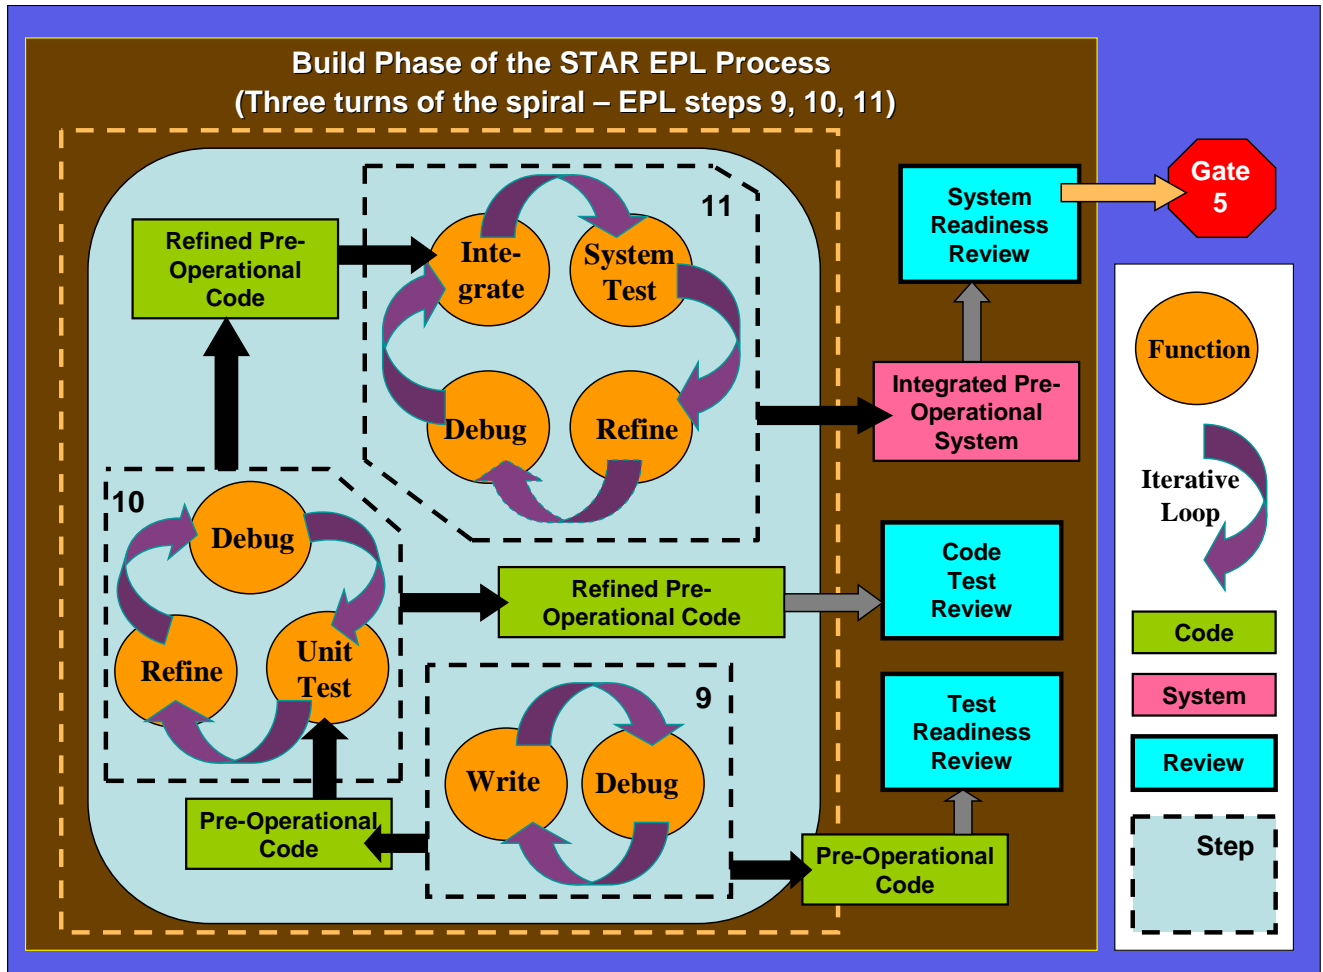 Build Phase of the STAR EPL Process
(Three turns of the spiral – EPL steps 9, 10, 11)
Gate
5
System
Readiness
Review
11
Refined Pre-
Operational
Code
Inte-
grate
System
Test
Debug
Refine
Integrated Pre-
Operational
System
10
Debug
Refine
Unit
Test
Refined Pre-
Operational Code
Code
Test
Review
9
Write
Debug
Test
Readiness
Review
Pre-Operational
Code
Pre-Operational
Code
Function
Iterative
Loop
Code
System
Review
Step